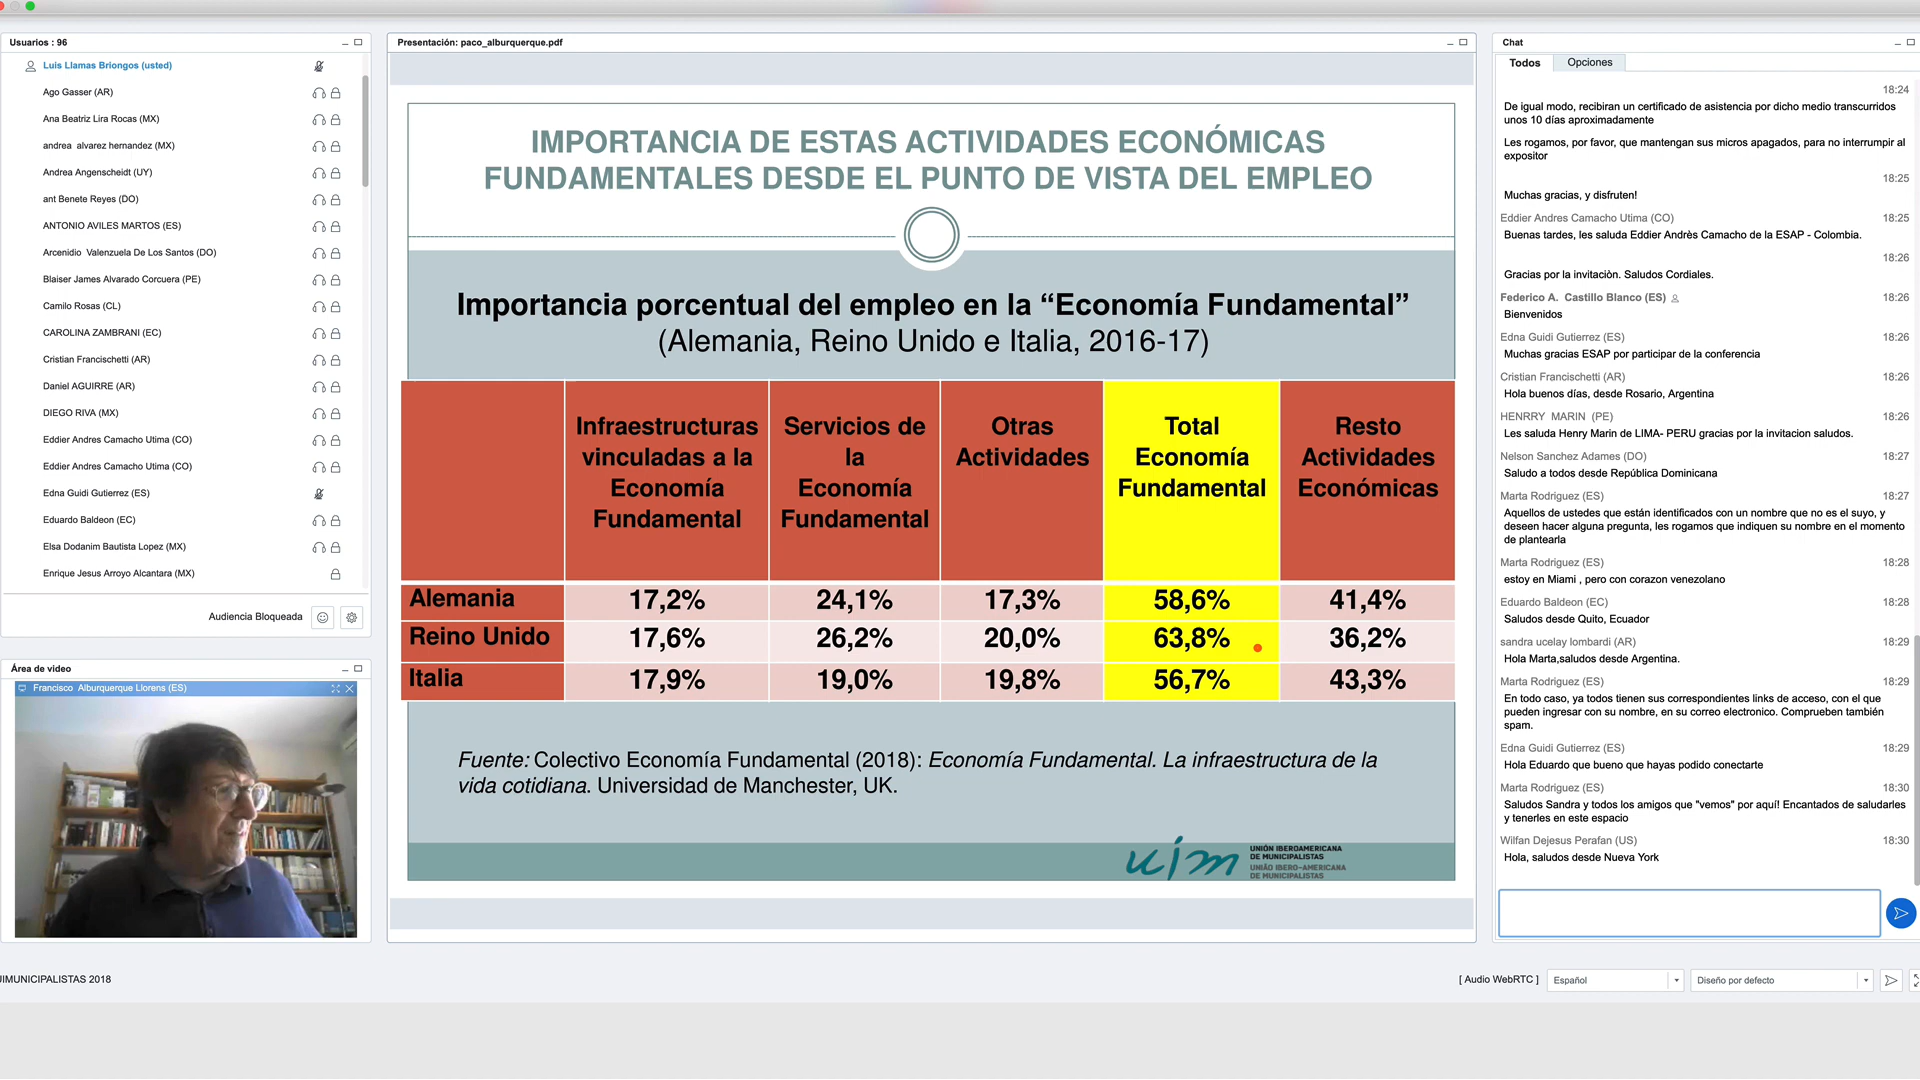 Usuarios : 96
Luis Llamas Briongos (usted)
Ago Gasser (AR)
Ana Beatriz Lira Rocas (MX)
andrea alvarez hernandez (MX)
Andrea Angenscheidt (UY)
ant Benete Reyes (DO)
ANTONIO AVILES MARTOS (ES)
Arcenidio Valenzuela De Los Santos (DO)
Blaiser James Alvarado Corcuera (PE)
Camilo Rosas (CL)
CAROLINA ZAMBRANI (EC)
Cristian Francischetti (AR)
Daniel AGUIRRE (AR)
DIEGO RIVA (MX)
Eddier Andres Camacho Utima (CO)
Eddier Andres Camacho Utima (CO)
Edna Guidi Gutierrez (ES)
Eduardo Baldeon (EC)
Elsa Dodanim Bautista Lopez (MX)
Enrique Jesus Arroyo Alcantara (MX)
Audiencia Bloqueada
Área de video
Francisco Alburquerque Llorens (ES)
Presentación: paco_alburquerque.pdf
IMPORTANCIA DE ESTAS ACTIVIDADES ECONÓMICAS
FUNDAMENTALES DESDE EL PUNTO DE VISTA DEL EMPLEO
Importancia porcentual del empleo en la “Economía Fundamental”
(Alemania, Reino Unido e Italia, 2016-17)
Infraestructuras vinculadas a la Economía Fundamental
Servicios de la Economía Fundamental
Otras Actividades
Total Economía Fundamental
Resto Actividades Económicas
Alemania 17,2% 24,1% 17,3% 58,6% 41,4%
Reino Unido 17,6% 26,2% 20,0% 63,8% 36,2%
Italia 17,9% 19,0% 19,8% 56,7% 43,3%
Fuente: Colectivo Economía Fundamental (2018): Economía Fundamental. La infraestructura de la
vida cotidiana. Universidad de Manchester, UK.
uim
UNIÓN IBEROAMERICANA
DE MUNICIPALISTAS
UNIÃO IBERO-AMERICANA
DE MUNICIPALISTAS
Chat
Todos Opciones
18:24
De igual modo, recibiran un certificado de asistencia por dicho medio transcurridos
unos 10 días aproximadamente
Les rogamos, por favor, que mantengan sus micros apagados, para no interrumpir al
expositor
18:25
Muchas gracias, y disfruten!
Eddier Andres Camacho Utima (CO) 18:25
Buenas tardes, les saluda Eddier Andrès Camacho de la ESAP - Colombia.
18:26
Gracias por la invitaciòn. Saludos Cordiales.
Federico A. Castillo Blanco (ES) 18:26
Bienvenidos
Edna Guidi Gutierrez (ES) 18:26
Muchas gracias ESAP por participar de la conferencia
Cristian Francischetti (AR) 18:26
Hola buenos días, desde Rosario, Argentina
HENRRY MARIN (PE) 18:26
Les saluda Henry Marin de LIMA- PERU gracias por la invitacion saludos.
Nelson Sanchez Adames (DO) 18:27
Saludo a todos desde República Dominicana
Marta Rodriguez (ES) 18:27
Aquellos de ustedes que están identificados con un nombre que no es el suyo, y
deseen hacer alguna pregunta, les rogamos que indiquen su nombre en el momento
de plantearla
Marta Rodriguez (ES) 18:28
estoy en Miami , pero con corazon venezolano
Eduardo Baldeon (EC) 18:28
Saludos desde Quito, Ecuador
sandra ucelay lombardi (AR) 18:29
Hola Marta,saludos desde Argentina.
Marta Rodriguez (ES) 18:29
En todo caso, ya todos tienen sus correspondientes links de acceso, con el que
pueden ingresar con su nombre, en su correo electronico. Comprueben también
spam.
Edna Guidi Gutierrez (ES) 18:29
Hola Eduardo que bueno que hayas podido conectarte
Marta Rodriguez (ES) 18:30
Saludos Sandra y todos los amigos que "vemos" por aquí! Encantados de saludarles
y tenerles en este espacio
Wilfan Dejesus Perafan (US) 18:30
Hola, saludos desde Nueva York
UIMUNICIPALISTAS 2018
[ Audio WebRTC ] Español Diseño por defecto